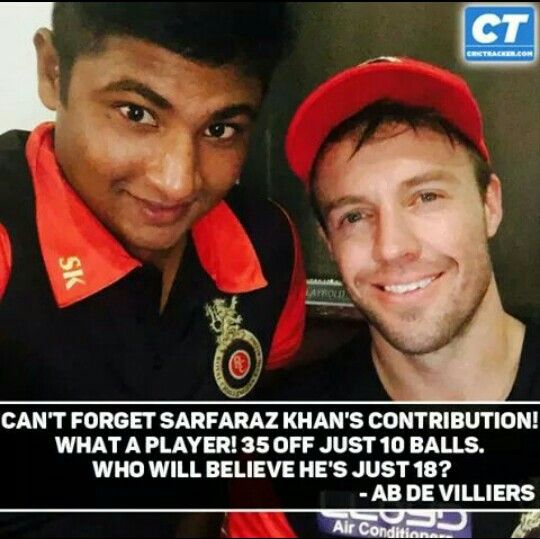 CT
CRICTRACKER.COM
SK
CAN'T FORGET SARFARAZ KHAN'S CONTRIBUTION!
WHAT A PLAYER! 35 OFF JUST 10 BALLS.
WHO WILL BELIEVE HE'S JUST 18?
- AB DE VILLIERS
Air Conditioners